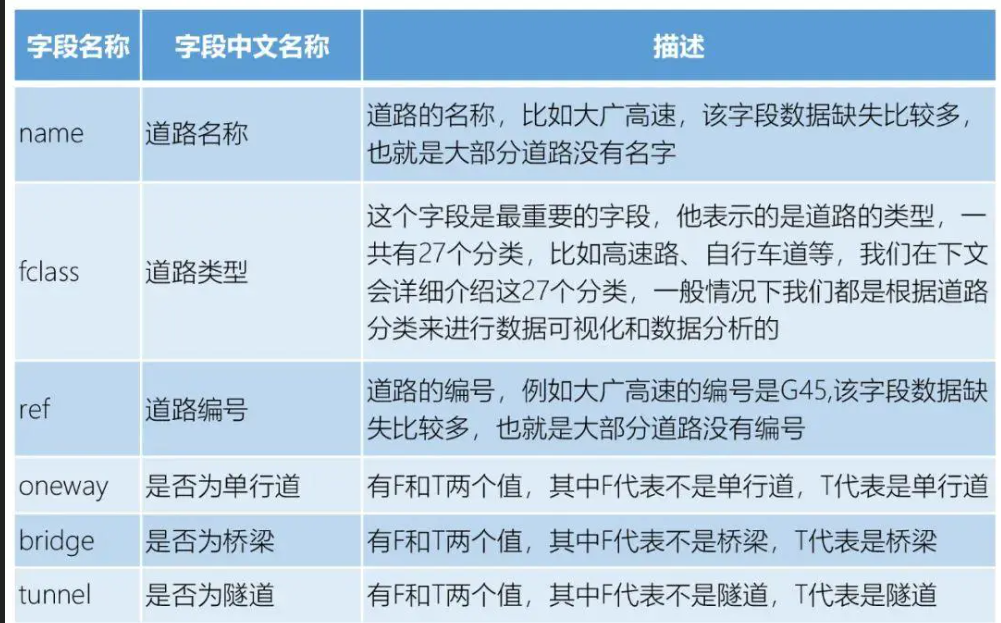 字段名称 字段中文名称 描述
name 道路名称 道路的名称，比如大广高速，该字段数据缺失比较多，
也就是大部分道路没有名字
fclass 道路类型 这个字段是最重要的字段，他表示的是道路的类型，一
共有27个分类，比如高速路、自行车道等，我们在下文
会详细介绍这27个分类，一般情况下我们都是根据道路
分类来进行数据可视化和数据分析的
ref 道路编号 道路的编号，例如大广高速的编号是G45,该字段数据缺
失比较多，也就是大部分道路没有编号
oneway 是否为单行道 有F和T两个值，其中F代表不是单行道，T代表是单行道
bridge 是否为桥梁 有F和T两个值，其中F代表不是桥梁，T代表是桥梁
tunnel 是否为隧道 有F和T两个值，其中F代表不是隧道，T代表是隧道